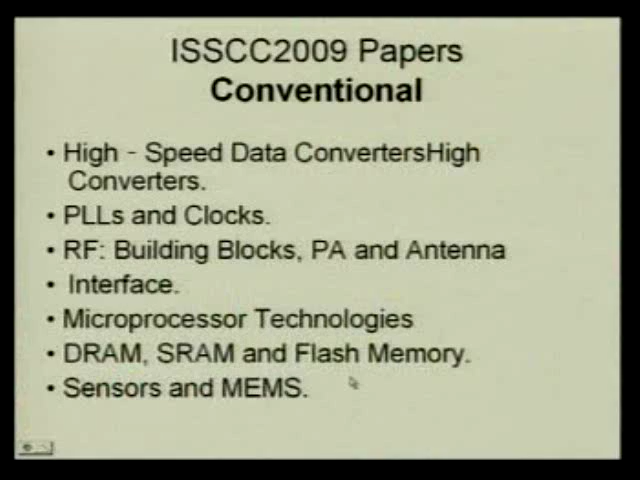 ISSCC2009 Papers
Conventional
• High - Speed Data ConvertersHigh
Converters.
• PLLs and Clocks.
• RF: Building Blocks, PA and Antenna
• Interface.
• Microprocessor Technologies
• DRAM, SRAM and Flash Memory.
• Sensors and MEMS.